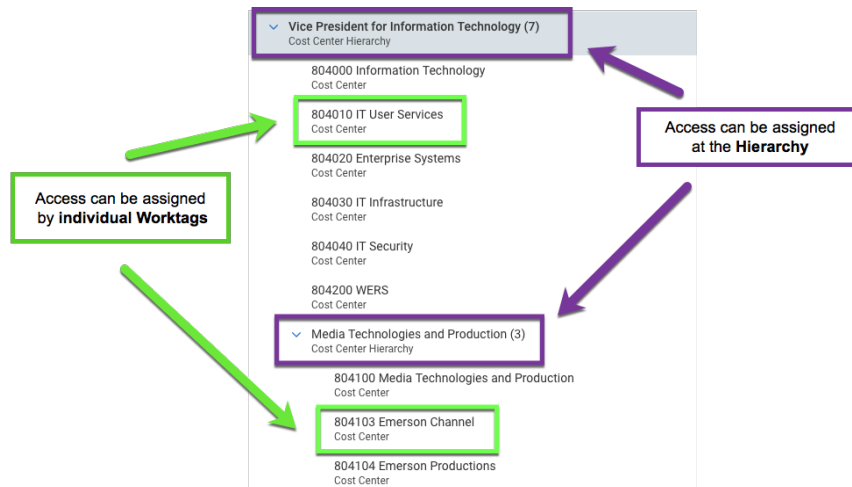 Vice President for Information Technology (7)
Cost Center Hierarchy
804000 Information Technology
Cost Center
804010 IT User Services
Cost Center
804020 Enterprise Systems
Cost Center
804030 IT Infrastructure
Cost Center
804040 IT Security
Cost Center
804200 WERS
Cost Center
Media Technologies and Production (3)
Cost Center Hierarchy
804100 Media Technologies and Production
Cost Center
804103 Emerson Channel
Cost Center
804104 Emerson Productions
Cost Center
Access can be assigned
by individual Worktags
Access can be assigned
at the Hierarchy